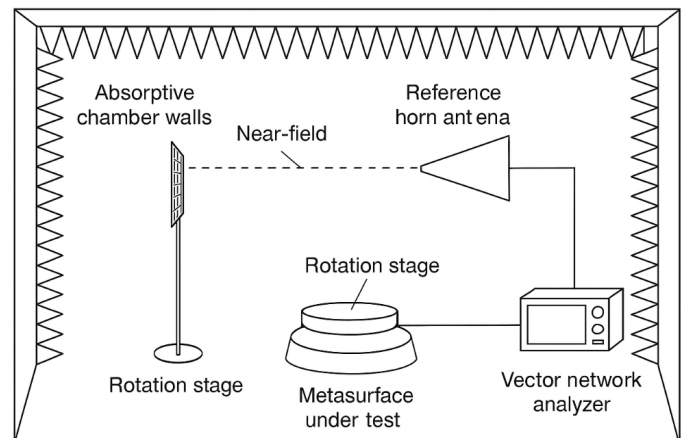 Absorptive
chamber walls
Reference
horn ant ena
Near-field
Rotation stage
Rotation stage
Metasurface
under test
Vector network
analyzer